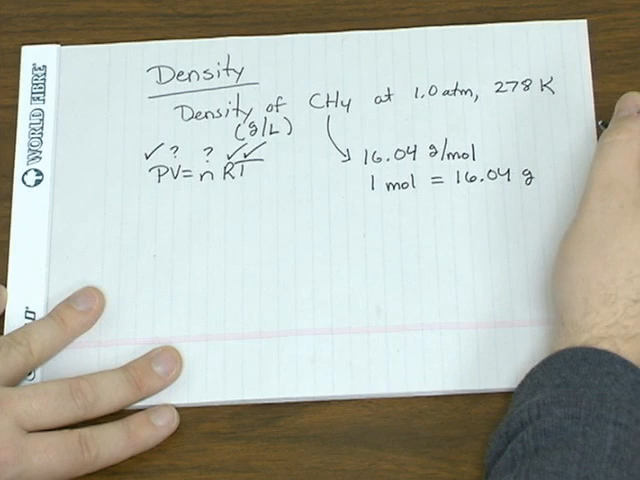 WORLD FIBRE
Density
Density of CH4 at 1.0 atm, 278 K
(g/L)
✓ ? ? ✓ ✓
PV = n RT
16.04 g/mol
1 mol = 16.04 g